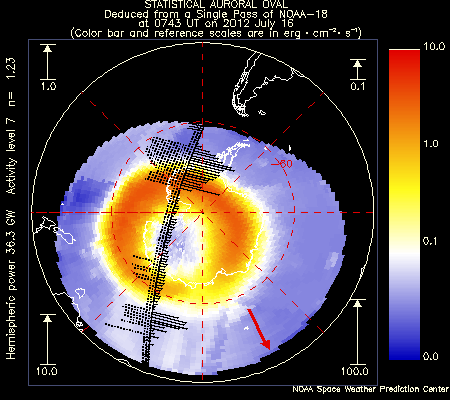 STATISTICAL AURORAL OVAL
Deduced from a Single Pass of NOAA-18
at 0743 UT on 2012 July 16
(Color bar and reference scales are in erg·cm⁻²·s⁻¹)
1.0
0.1
10.0
1.0
0.1
0.0
-60
Hemispheric power 36.3 GW Activity level 7 n= 1.23
10.0
100.0
NOAA Space Weather Prediction Center